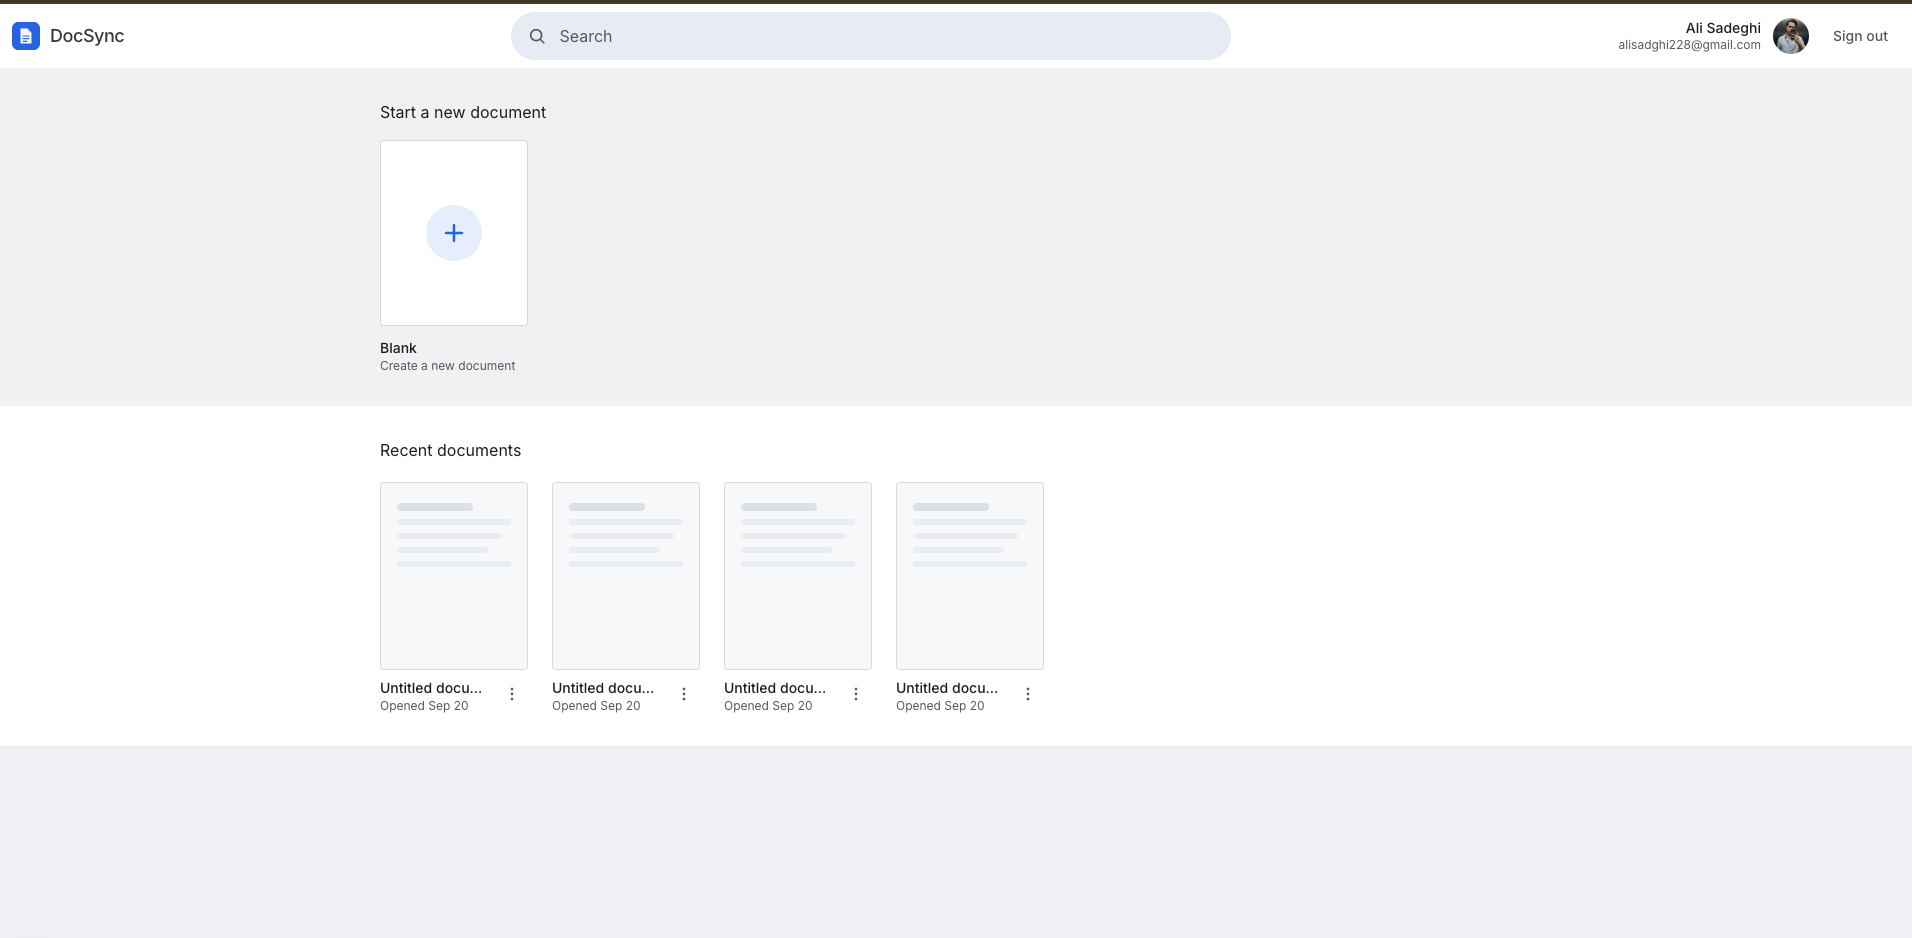 DocSync
Search
Ali Sadeghi
alisadghi228@gmail.com
Sign out
Start a new document
Blank
Create a new document
Recent documents
Untitled docu...
Opened Sep 20
Untitled docu...
Opened Sep 20
Untitled docu...
Opened Sep 20
Untitled docu...
Opened Sep 20